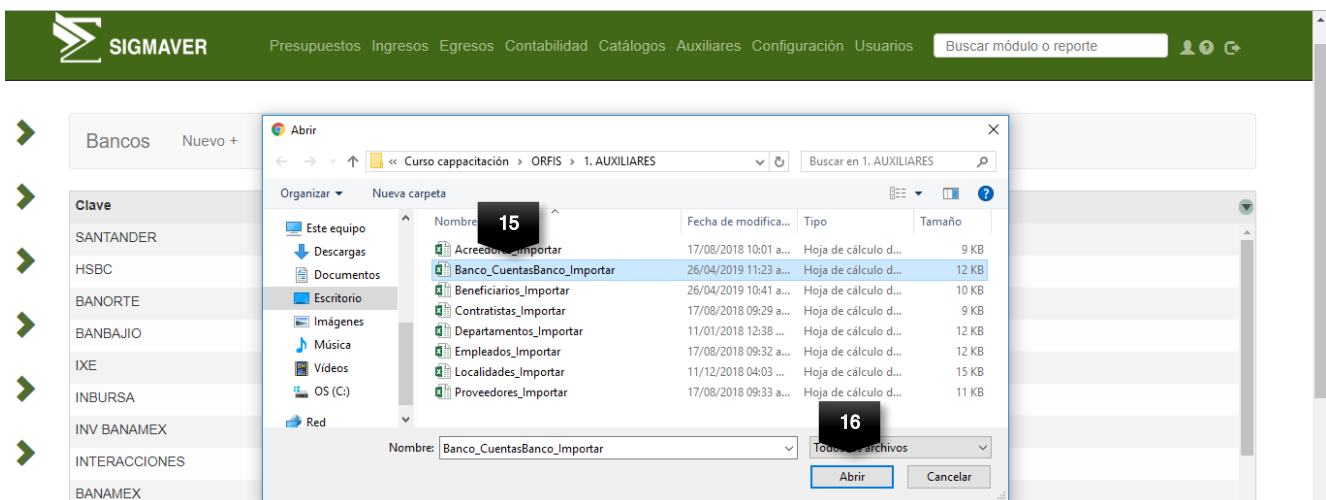 SIGMAVER Presupuestos Ingresos Egresos Contabilidad Catálogos Auxiliares Configuración Usuarios Buscar módulo o reporte
Bancos Nuevo +
Clave
SANTANDER
HSBC
BANORTE
BANBAJIO
IXE
INBURSA
INV BANAMEX
INTERACCIONES
BANAMEX
Abrir
« Curso cappacitación › ORFIS › 1. AUXILIARES Buscar en 1. AUXILIARES
Organizar Nueva carpeta
Este equipo
Descargas
Documentos
Escritorio
Imágenes
Música
Vídeos
OS (C:)
Red
15
Nombre Fecha de modifica... Tipo Tamaño
Importar 17/08/2018 10:01 a... Hoja de cálculo d... 9 KB
Banco_CuentasBanco_Importar 26/04/2019 11:23 a... Hoja de cálculo d... 12 KB
Beneficiarios_Importar 26/04/2019 10:41 a... Hoja de cálculo d... 10 KB
Contratistas_Importar 17/08/2018 09:29 a... Hoja de cálculo d... 9 KB
Departamentos_Importar 11/01/2018 12:38 ... Hoja de cálculo d... 12 KB
Empleados_Importar 17/08/2018 09:32 a... Hoja de cálculo d... 12 KB
Localidades_Importar 11/12/2018 04:03 ... Hoja de cálculo d... 15 KB
Proveedores_Importar 17/08/2018 09:33 a... Hoja de cálculo d... 11 KB
16
Nombre: Banco_CuentasBanco_Importar archivos
Abrir Cancelar